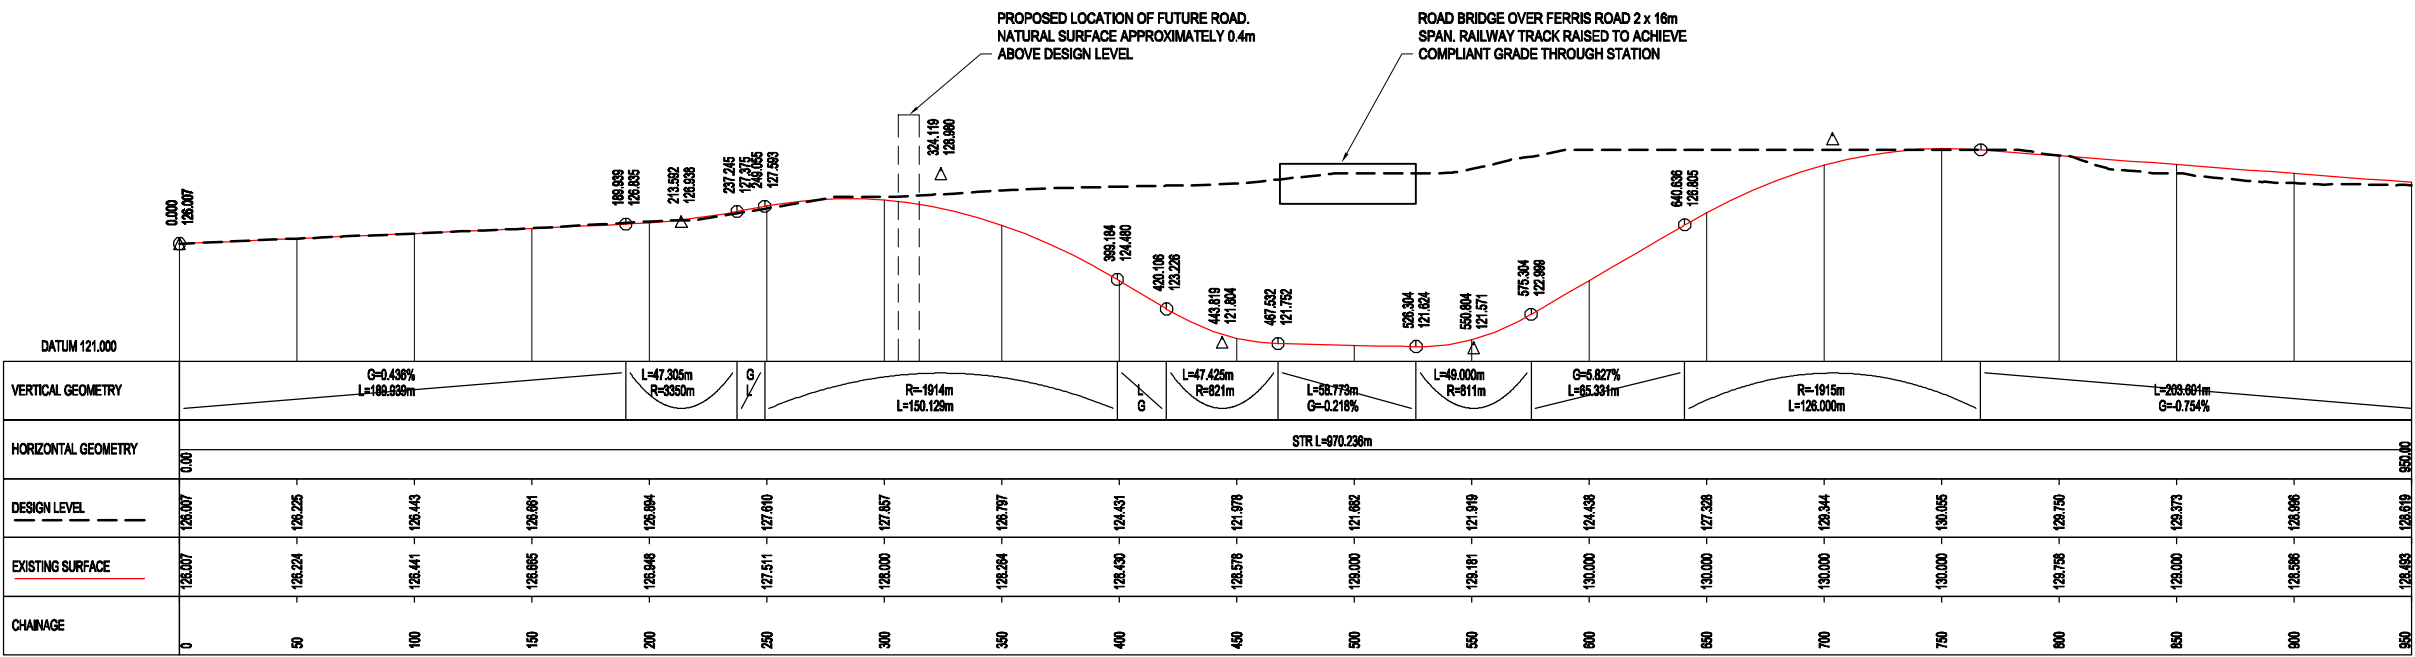 PROPOSED LOCATION OF FUTURE ROAD.
NATURAL SURFACE APPROXIMATELY 0.4m
ABOVE DESIGN LEVEL
ROAD BRIDGE OVER FERRIS ROAD 2 x 16m
SPAN. RAILWAY TRACK RAISED TO ACHIEVE
COMPLIANT GRADE THROUGH STATION
0.000
126.007
189.939
126.835
213.592
126.938
237.245
127.375
249.055
127.593
324.119
128.980
399.184
124.480
420.106
123.226
443.819
121.804
467.532
121.752
526.304
121.624
550.804
121.571
575.304
122.999
640.636
126.805
DATUM 121.000
VERTICAL GEOMETRY
G=0.436%
L=189.939m
L=47.305m
R=3350m
G
L
R=-1914m
L=150.129m
L
G
L=47.425m
R=821m
L=58.773m
G=-0.218%
L=49.000m
R=811m
G=5.827%
L=65.331m
R=-1915m
L=126.000m
L=203.601m
G=-0.754%
HORIZONTAL GEOMETRY
0.00
STR L=970.236m
950.00
DESIGN LEVEL
126.007
126.225
126.443
126.661
126.894
127.610
127.857
126.797
124.431
121.978
121.682
121.919
124.438
127.328
129.344
130.055
129.750
129.373
128.996
128.619
EXISTING SURFACE
126.007
126.224
126.441
126.665
126.948
127.511
128.000
128.264
128.430
128.578
129.000
129.181
130.000
130.000
130.000
130.000
129.758
129.000
128.586
128.493
CHAINAGE
0
50
100
150
200
250
300
350
400
450
500
550
600
650
700
750
800
850
900
950